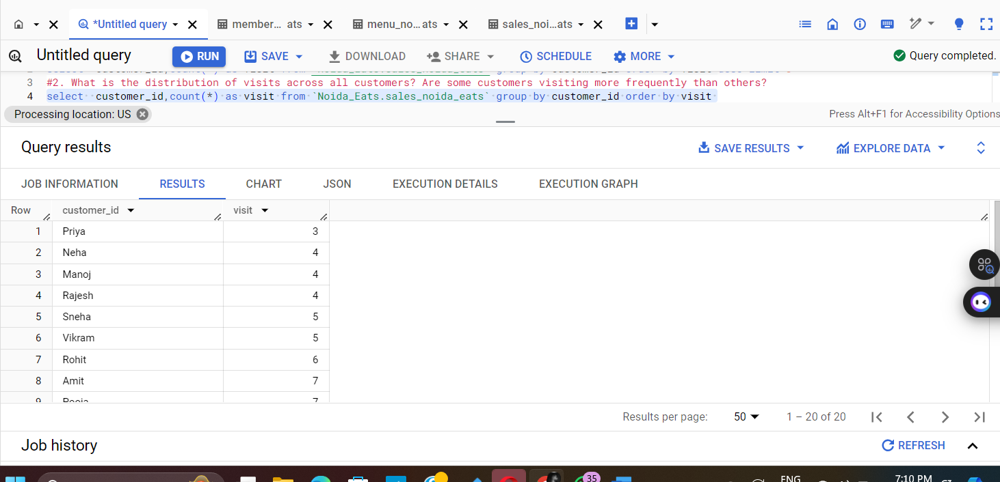 *Untitled query
member... ats
menu_no...ats
sales_noi...ats
Untitled query
RUN
SAVE
DOWNLOAD
SHARE
SCHEDULE
MORE
Query completed.
3 #2. What is the distribution of visits across all customers? Are some customers visiting more frequently than others?
4 select customer_id,count(*) as visit from `Noida_Eats.sales_noida_eats` group by customer_id order by visit
Processing location: US
Press Alt+F1 for Accessibility Options
Query results
SAVE RESULTS
EXPLORE DATA
JOB INFORMATION
RESULTS
CHART
JSON
EXECUTION DETAILS
EXECUTION GRAPH
Row customer_id visit
1 Priya 3
2 Neha 4
3 Manoj 4
4 Rajesh 4
5 Sneha 5
6 Vikram 5
7 Rohit 6
8 Amit 7
9 Pooja 7
Results per page: 50 1 – 20 of 20
Job history
REFRESH
35
ENG
7:10 PM